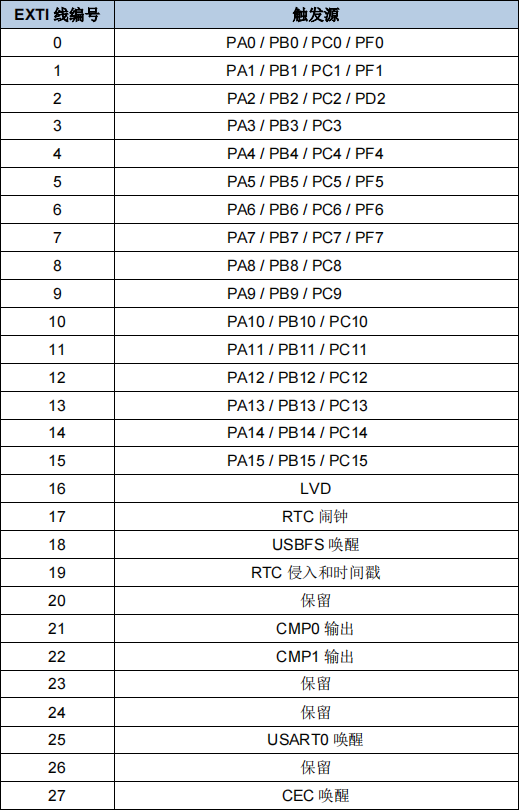 EXTI 线编号 触发源
0 PA0 / PB0 / PC0 / PF0
1 PA1 / PB1 / PC1 / PF1
2 PA2 / PB2 / PC2 / PD2
3 PA3 / PB3 / PC3
4 PA4 / PB4 / PC4 / PF4
5 PA5 / PB5 / PC5 / PF5
6 PA6 / PB6 / PC6 / PF6
7 PA7 / PB7 / PC7 / PF7
8 PA8 / PB8 / PC8
9 PA9 / PB9 / PC9
10 PA10 / PB10 / PC10
11 PA11 / PB11 / PC11
12 PA12 / PB12 / PC12
13 PA13 / PB13 / PC13
14 PA14 / PB14 / PC14
15 PA15 / PB15 / PC15
16 LVD
17 RTC 闹钟
18 USBFS 唤醒
19 RTC 侵入和时间戳
20 保留
21 CMP0 输出
22 CMP1 输出
23 保留
24 保留
25 USART0 唤醒
26 保留
27 CEC 唤醒